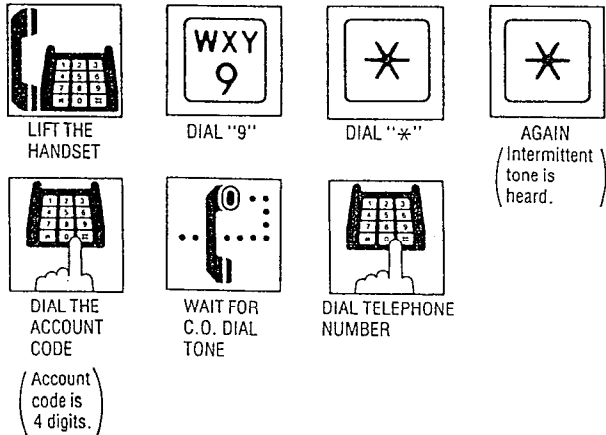 WXY
9
LIFT THE
HANDSET
DIAL "9"
DIAL "*"
AGAIN
(Intermittent
tone is
heard.)
DIAL THE
ACCOUNT
CODE
(Account
code is
4 digits.)
WAIT FOR
C.O. DIAL
TONE
DIAL TELEPHONE
NUMBER